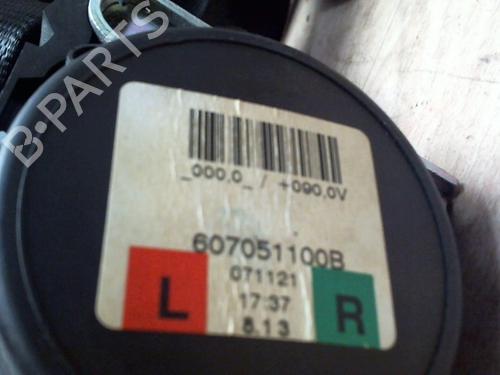 B-PARTS
_000,0_ / +090,0V
607051100B
071121
L 17:37 R
8.13